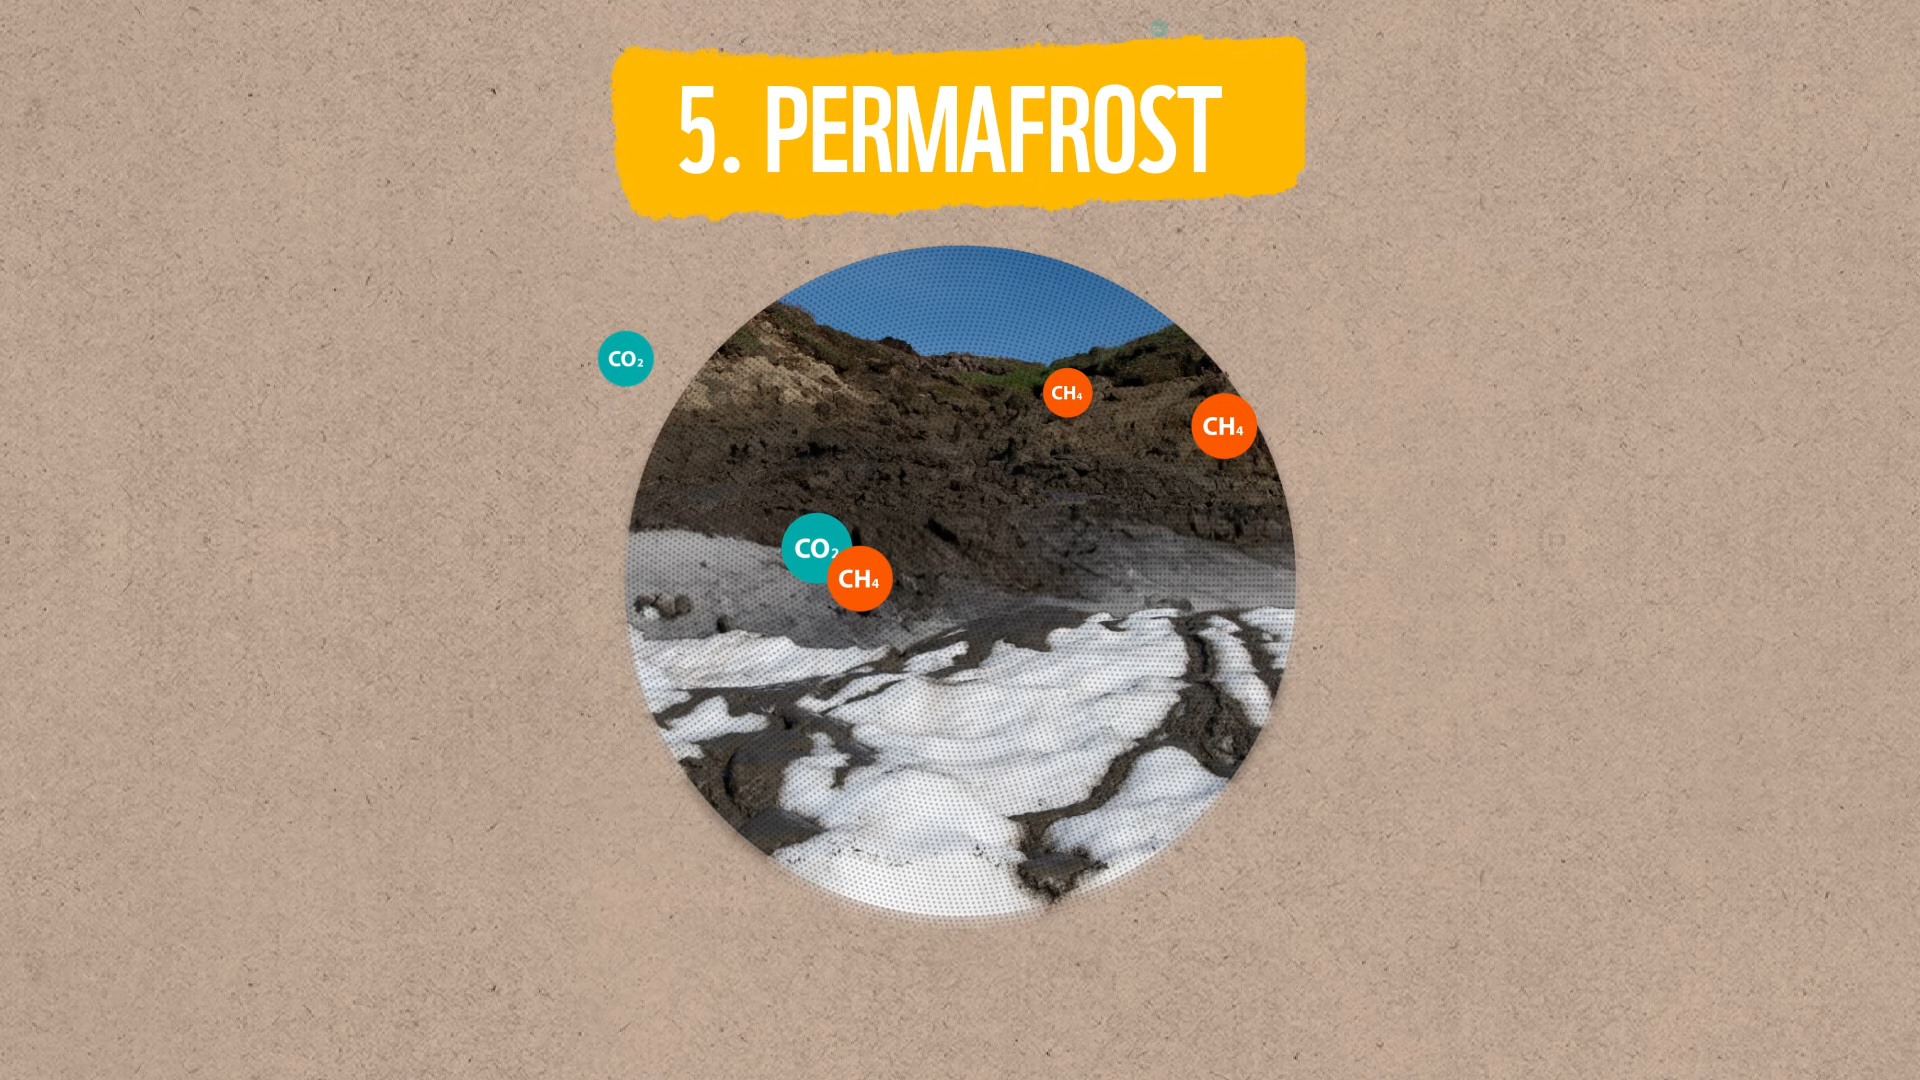 5. PERMAFROST
CO₂
CH₄
CH₄
CO₂
CH₄